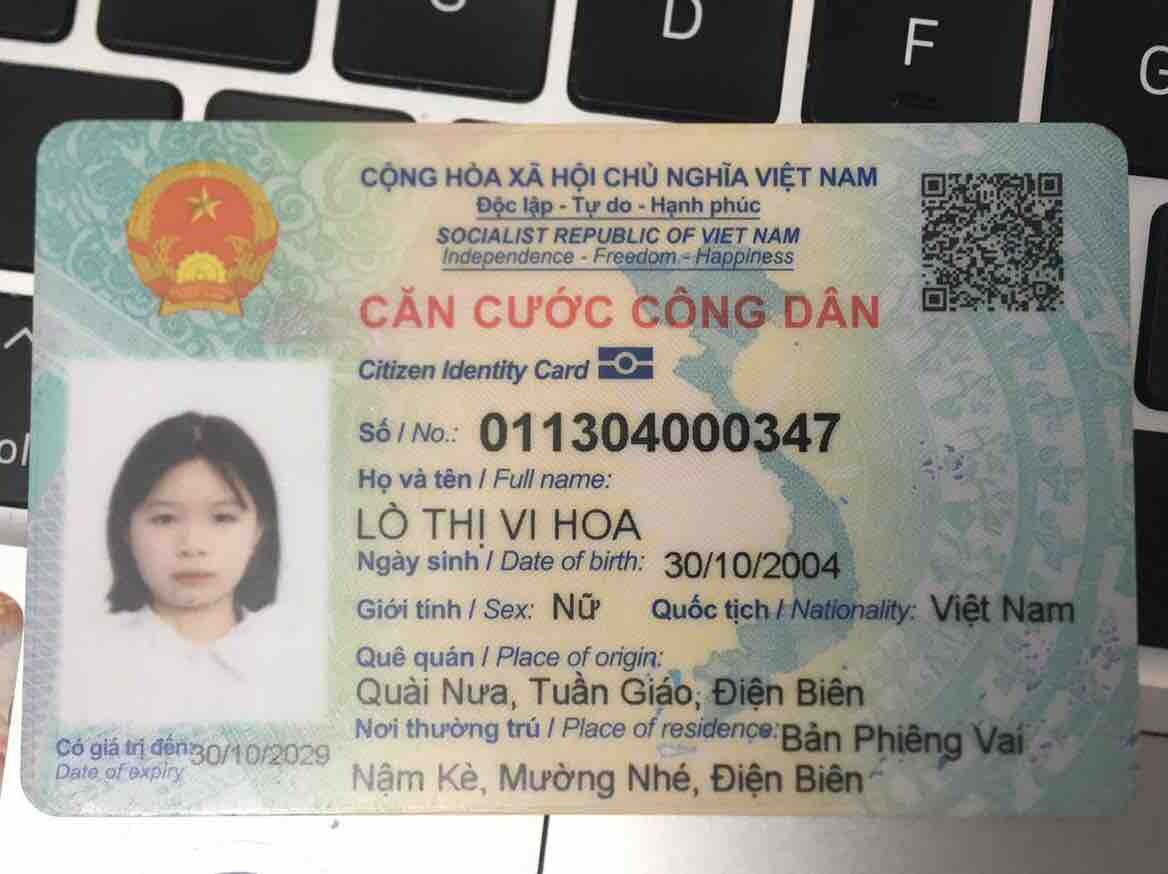 D
F
G
CỘNG HÒA XÃ HỘI CHỦ NGHĨA VIỆT NAM
Độc lập - Tự do - Hạnh phúc
SOCIALIST REPUBLIC OF VIET NAM
Independence - Freedom - Happiness
CĂN CƯỚC CÔNG DÂN
Citizen Identity Card
Số / No.: 011304000347
Họ và tên / Full name:
LÒ THỊ VI HOA
Ngày sinh / Date of birth: 30/10/2004
Giới tính / Sex: Nữ Quốc tịch / Nationality: Việt Nam
Quê quán / Place of origin:
Quài Nưa, Tuần Giáo, Điện Biên
Nơi thường trú / Place of residence: Bản Phiêng Vai
Nậm Kè, Mường Nhé, Điện Biên
Có giá trị đến: 30/10/2029
Date of expiry